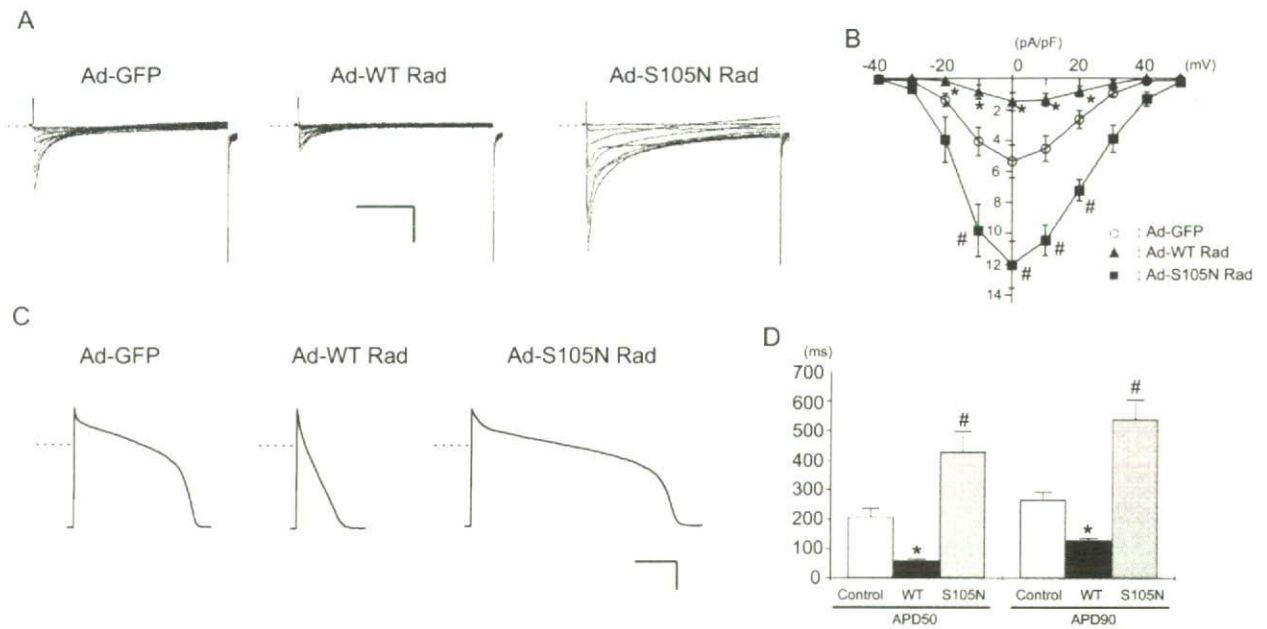 A
Ad-GFP
Ad-WT Rad
Ad-S105N Rad
B
(pA/pF)
-40 -20 0 20 40 (mV)
* * * * *
2
4
6
8
10
12
14
# # # # #
○ : Ad-GFP
▲ : Ad-WT Rad
■ : Ad-S105N Rad
C
Ad-GFP
Ad-WT Rad
Ad-S105N Rad
D
(ms)
700
600
500
400
300
200
100
0
* # * #
Control WT S105N Control WT S105N
APD50 APD90